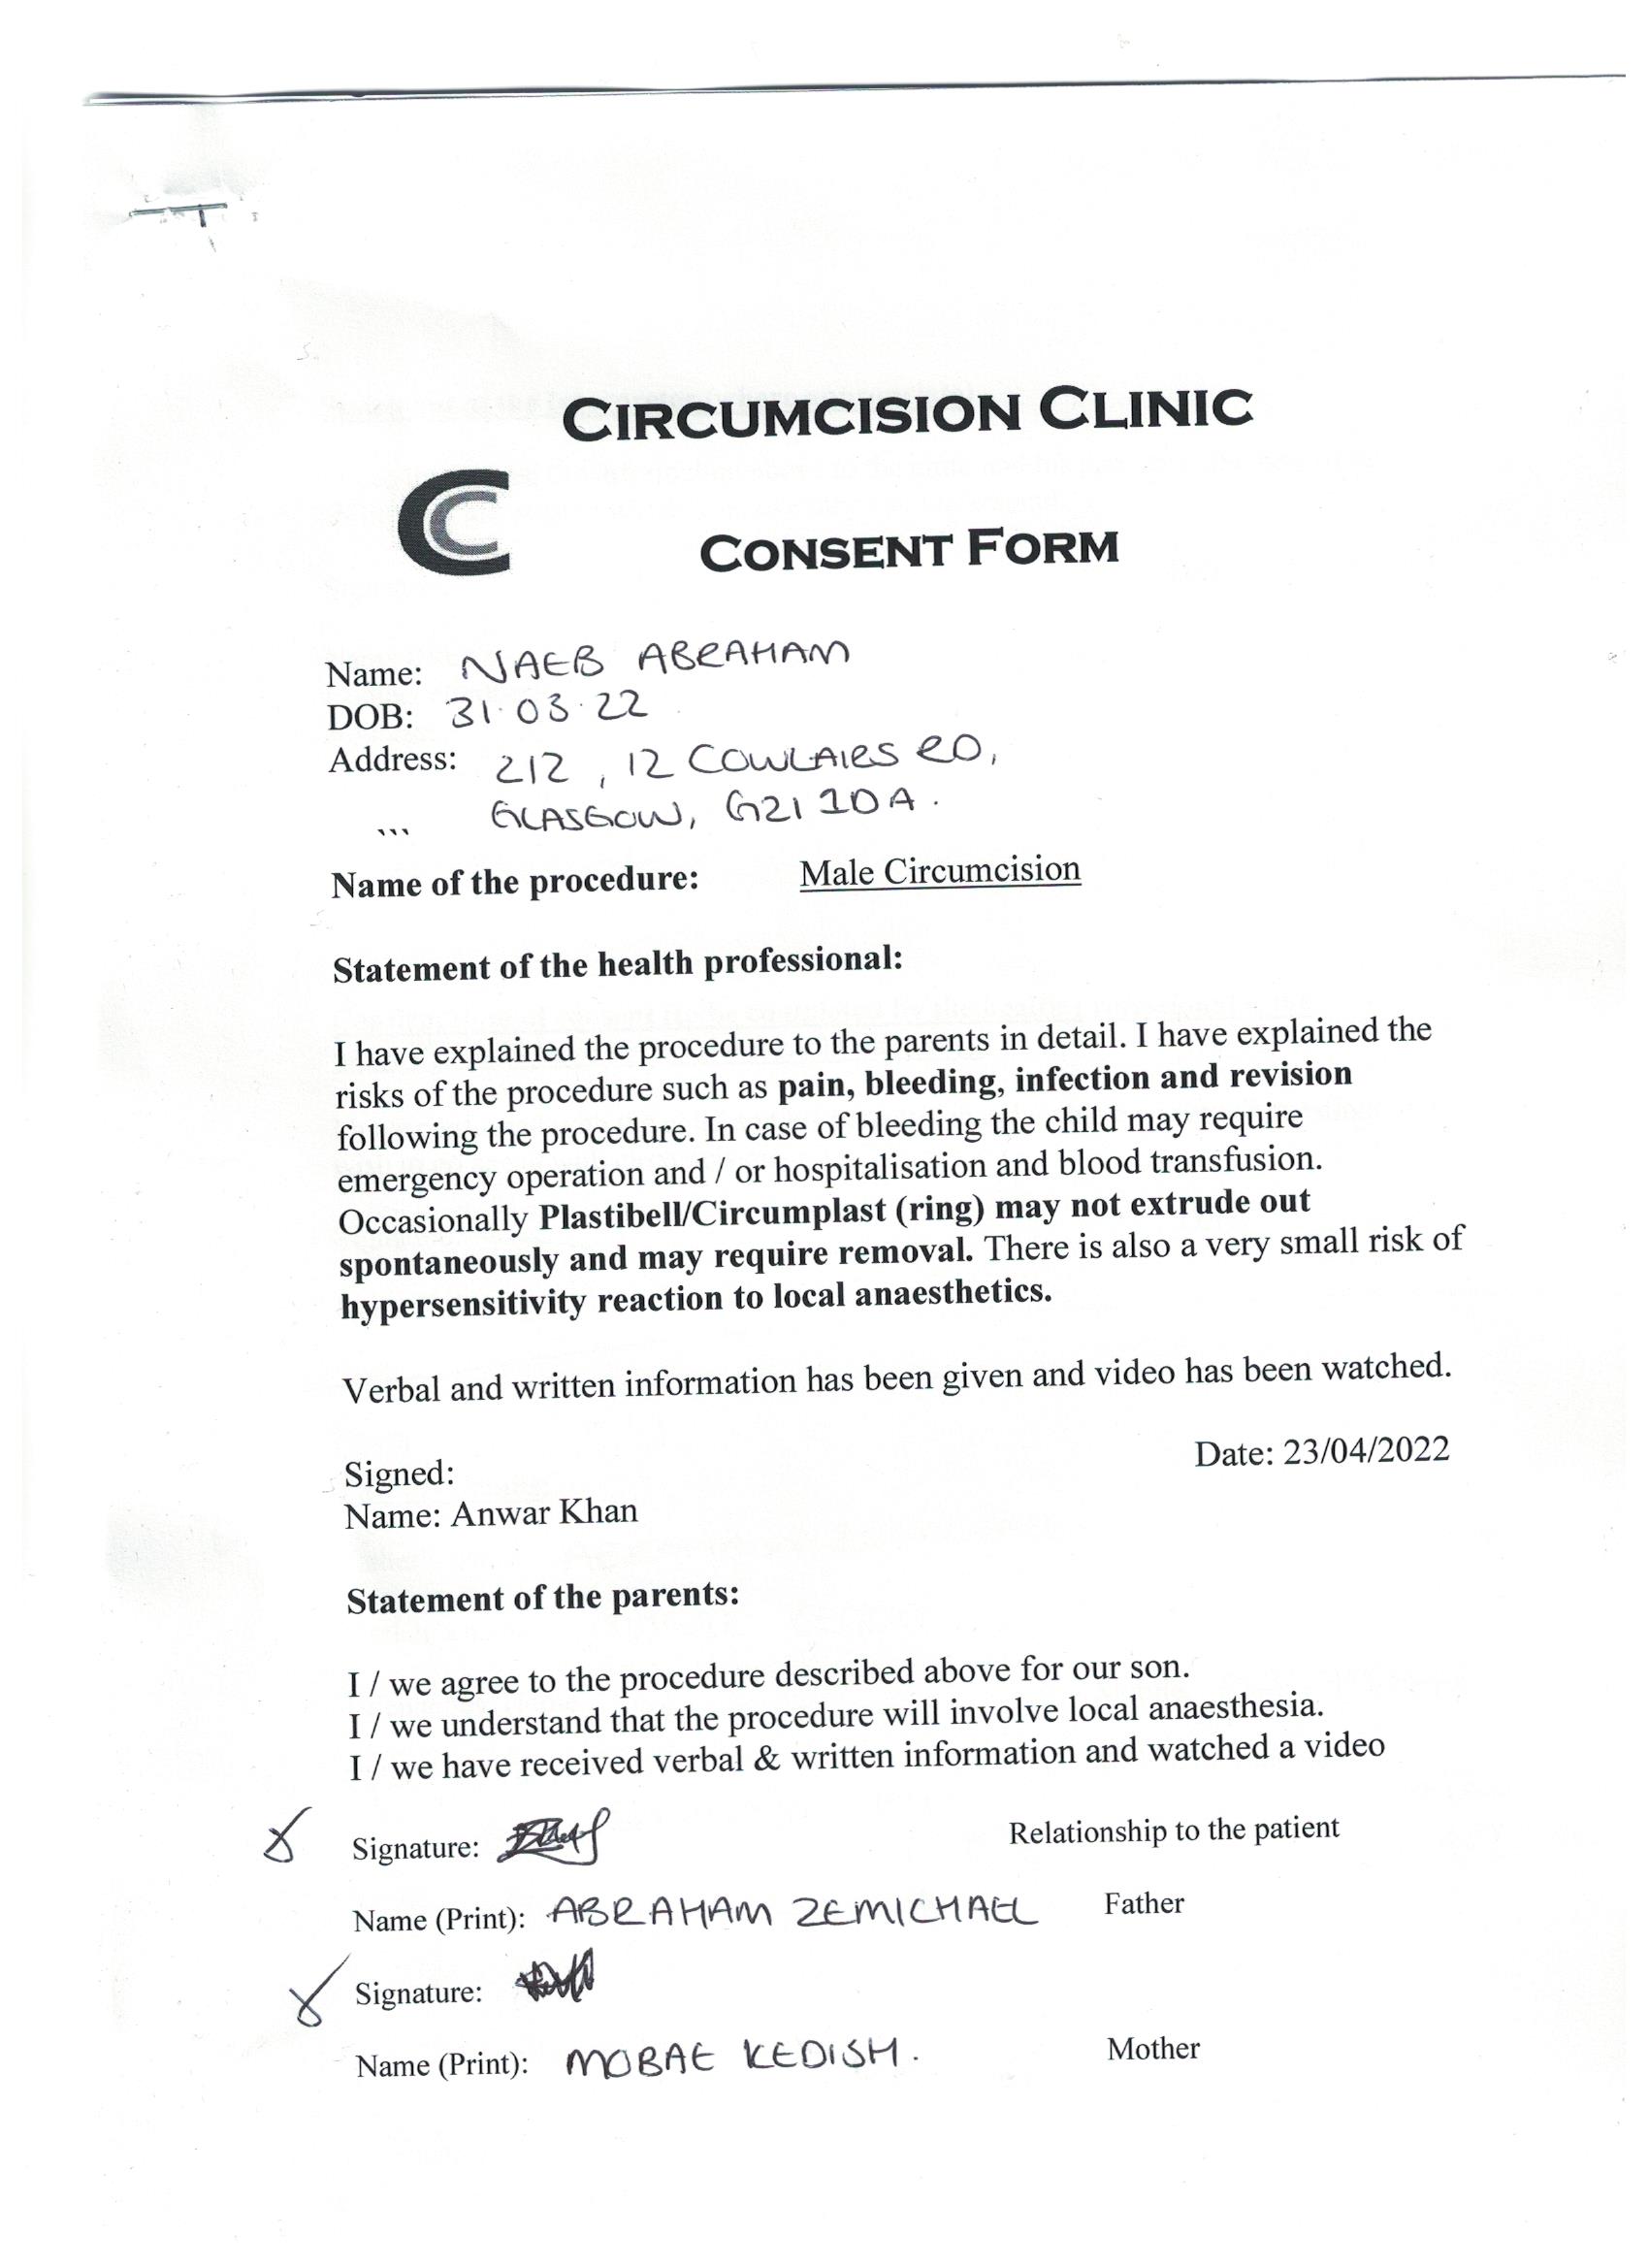 CIRCUMCISION CLINIC
CONSENT FORM
Name: NAEB ABRAHAM
DOB: 31.03.22
Address: 212, 12 COWLAIRS RD,
... GLASGOW, G21 1DA.
Name of the procedure: Male Circumcision
Statement of the health professional:
I have explained the procedure to the parents in detail. I have explained the
risks of the procedure such as pain, bleeding, infection and revision
following the procedure. In case of bleeding the child may require
emergency operation and / or hospitalisation and blood transfusion.
Occasionally Plastibell/Circumplast (ring) may not extrude out
spontaneously and may require removal. There is also a very small risk of
hypersensitivity reaction to local anaesthetics.
Verbal and written information has been given and video has been watched.
Signed: Date: 23/04/2022
Name: Anwar Khan
Statement of the parents:
I / we agree to the procedure described above for our son.
I / we understand that the procedure will involve local anaesthesia.
I / we have received verbal & written information and watched a video
Signature: Relationship to the patient
Name (Print): ABRAHAM ZEMICHAEL Father
Signature:
Name (Print): MOBAE KEDISH. Mother